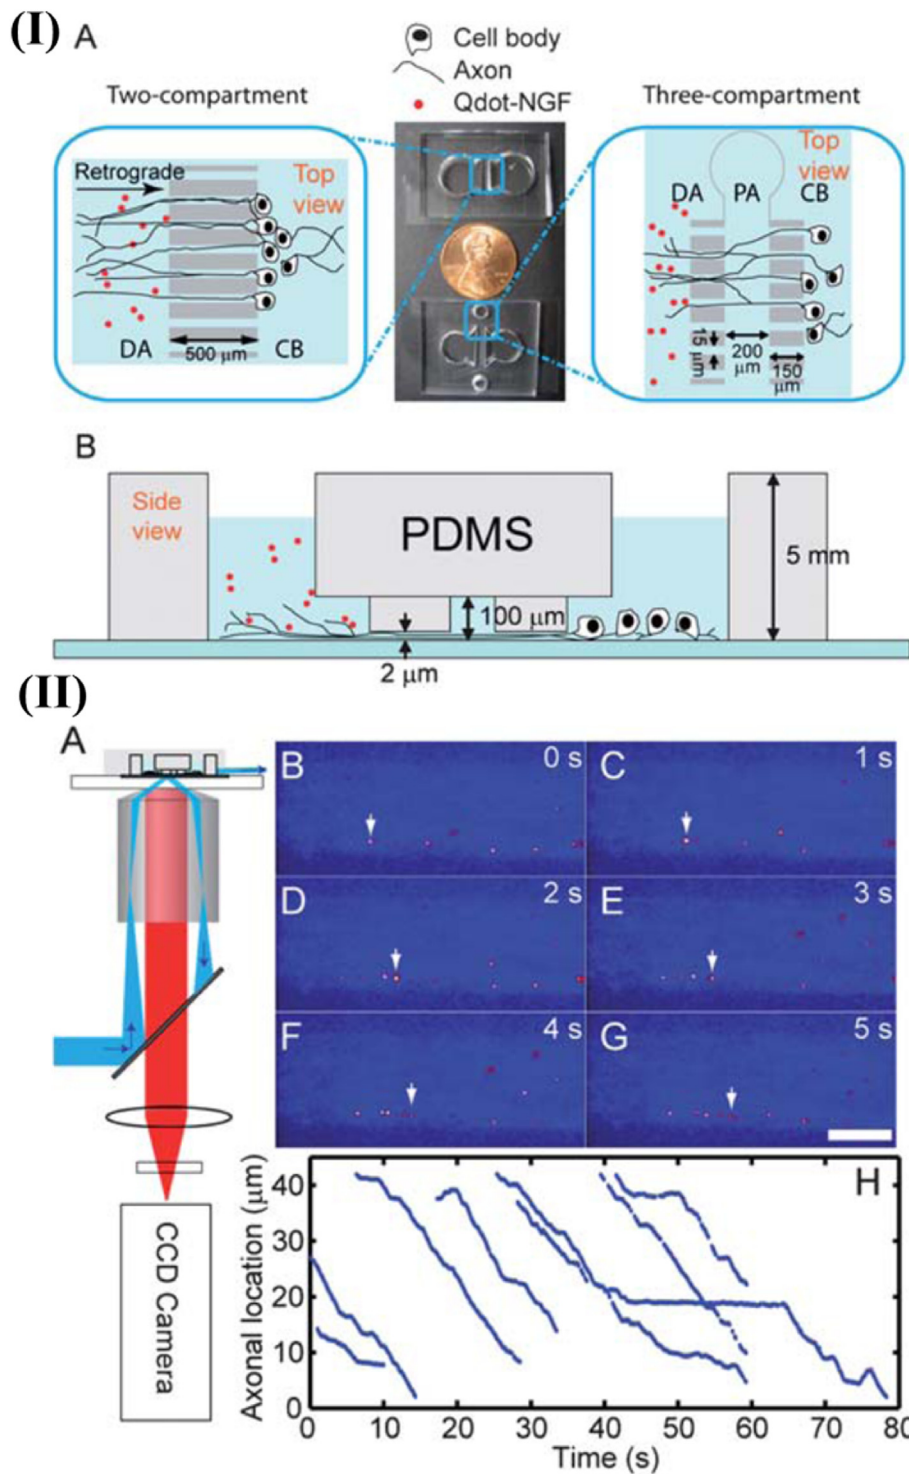 (I) A
Cell body
Axon
Qdot-NGF
Two-compartment
Three-compartment
Retrograde
Top
view
DA
500 μm
CB
Top
view
DA
PA
CB
15 μm
200
μm
150
μm
B
Side
view
PDMS
5 mm
100 μm
2 μm
(II)
A
CCD Camera
B 0 s
C 1 s
D 2 s
E 3 s
F 4 s
G 5 s
H
Axonal location (μm)
40
30
20
10
0
0 10 20 30 40 50 60 70 80
Time (s)